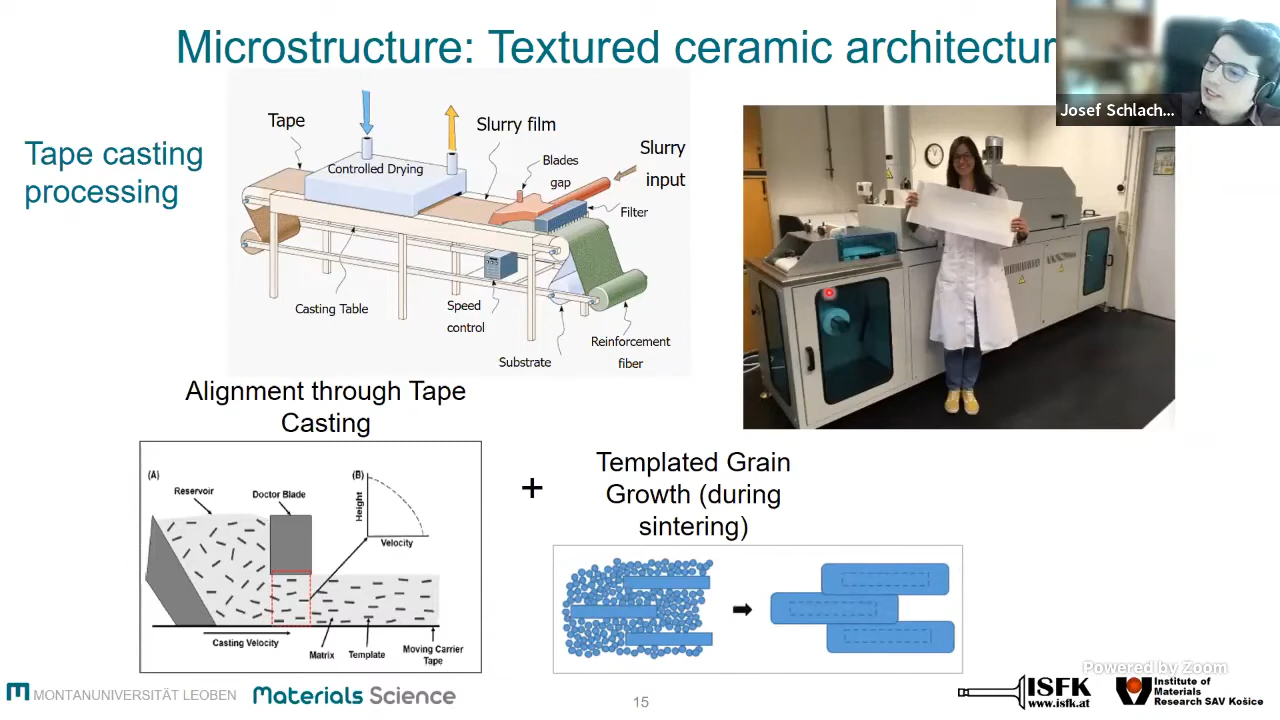 Microstructure: Textured ceramic architectur
Josef Schlach...
Tape casting
processing
Tape
Slurry film
Controlled Drying
Blades
gap
Slurry
input
Filter
Casting Table
Speed
control
Substrate
Reinforcement
fiber
Alignment through Tape
Casting
(A)
Reservoir
Doctor Blade
(B)
Height
Velocity
Casting Velocity
Matrix
Template
Moving Carrier
Tape
+
Templated Grain
Growth (during
sintering)
Powered by Zoom
MONTANUNIVERSITÄT LEOBEN
Materials Science
15
ISFK
www.isfk.at
Institute of
Materials
Research SAV Košice